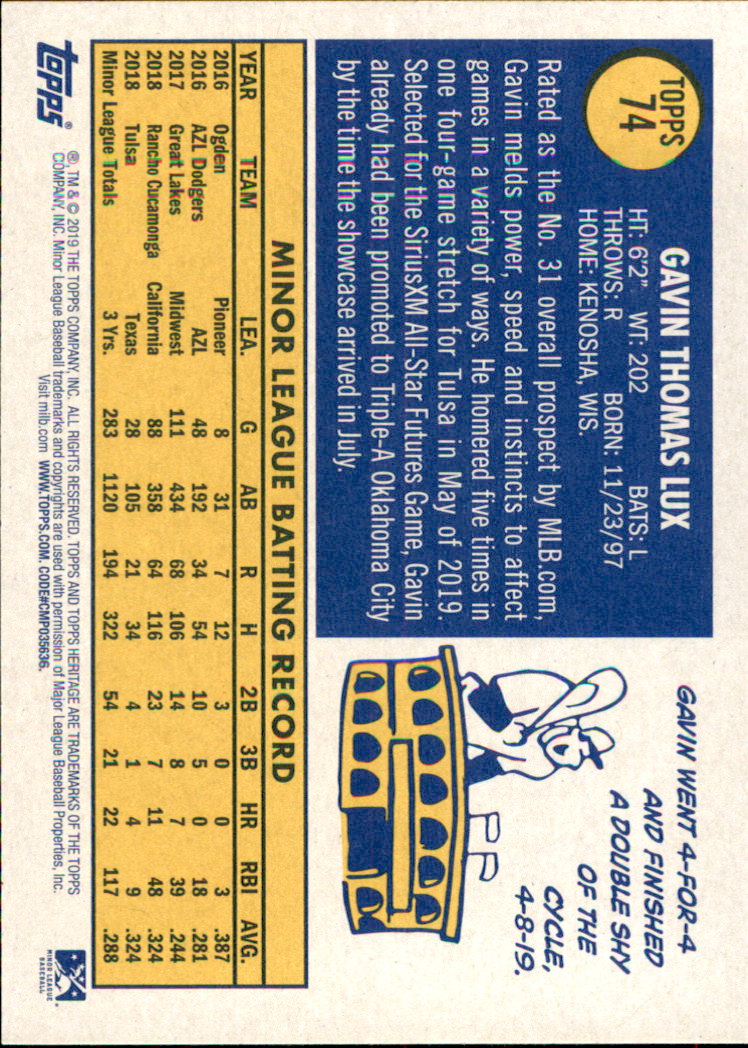 TOPPS
74
GAVIN THOMAS LUX
HT: 6'2" WT: 202 BATS: L
THROWS: R BORN: 11/23/97
HOME: KENOSHA, WIS.
Rated as the No. 31 overall prospect by MLB.com,
Gavin melds power, speed and instincts to affect
games in a variety of ways. He homered five times in
one four-game stretch for Tulsa in May of 2019.
Selected for the SiriusXM All-Star Futures Game, Gavin
already had been promoted to Triple-A Oklahoma City
by the time the showcase arrived in July.
GAVIN WENT 4-FOR-4
AND FINISHED
A DOUBLE SHY
OF THE
CYCLE,
4-8-19.
MINOR LEAGUE BATTING RECORD
YEAR TEAM LEA. G AB R H 2B 3B HR RBI AVG.
2016 Ogden Pioneer 8 31 7 12 3 0 0 3 .387
2016 AZL Dodgers AZL 48 192 34 54 10 5 0 18 .281
2017 Great Lakes Midwest 111 434 68 106 14 8 7 39 .244
2018 Rancho Cucamonga California 88 358 64 116 23 7 11 48 .324
2018 Tulsa Texas 28 105 21 34 4 1 4 9 .324
Minor League Totals 3 Yrs. 283 1120 194 322 54 21 22 117 .288
topps®
®, TM & © 2019 THE TOPPS COMPANY, INC. ALL RIGHTS RESERVED. TOPPS AND TOPPS HERITAGE ARE TRADEMARKS OF THE TOPPS
COMPANY, INC. Minor League Baseball trademarks and copyrights are used with permission of Major League Baseball Properties, Inc.
Visit milb.com WWW.TOPPS.COM. CODE#CMP035636.
MINOR LEAGUE
BASEBALL